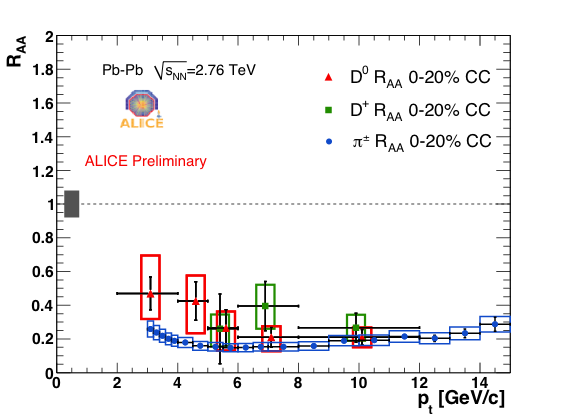 R_AA
2
1.8
1.6
1.4
1.2
1
0.8
0.6
0.4
0.2
0
Pb-Pb √s_NN=2.76 TeV
ALICE
ALICE Preliminary
D⁰ R_AA 0-20% CC
D⁺ R_AA 0-20% CC
π± R_AA 0-20% CC
0 2 4 6 8 10 12 14
p_t [GeV/c]